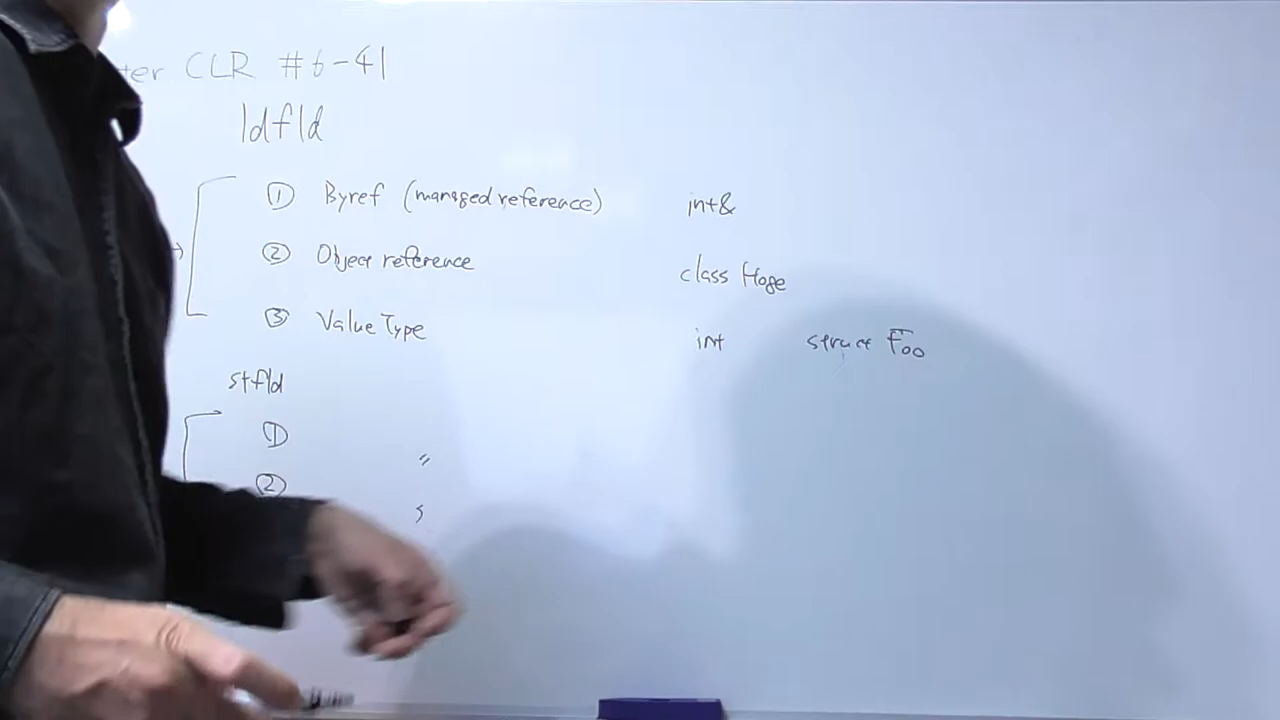 ter CLR #6-41
ldfld
① Byref (managed reference) int&
② Object reference class Hoge
③ Value Type int struct Foo
stfld
① 〃
②